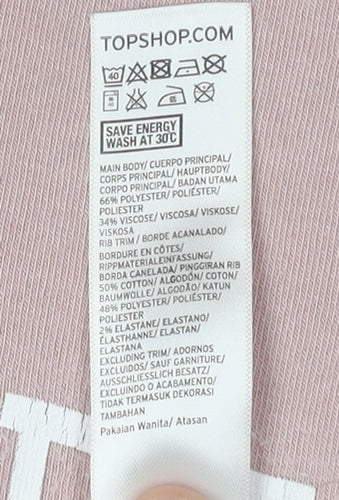 TOPSHOP.COM
40
SAVE ENERGY
WASH AT 30°C
MAIN BODY/ CUERPO PRINCIPAL/
CORPS PRINCIPAL/ HAUPTBODY/
CORPO PRINCIPAL/ BADAN UTAMA
66% POLYESTER/ POLIÉSTER/
POLIESTER
34% VISCOSE/ VISCOSA/ VISKOSE/
VISKOSA
RIB TRIM / BORDE ACANALADO/
BORDURE EN CÔTES/
RIPPMATERIALEINFASSUNG/
BORDA CANELADA/ PINGGIRAN RIB
50% COTTON/ ALGODÓN/ COTON/
BAUMWOLLE/ ALGODÃO/ KATUN
48% POLYESTER/ POLIÉSTER/
POLIESTER
2% ELASTANE/ ELASTANO/
ÉLASTHANNE/ ELASTAN/
ELASTANA
EXCLUDING TRIM/ ADORNOS
EXCLUIDOS/ SAUF GARNITURE/
AUSSCHLIESSLICH BESATZ/
EXCLUINDO O ACABAMENTO/
TIDAK TERMASUK DEKORASI
TAMBAHAN
Pakaian Wanita/ Atasan